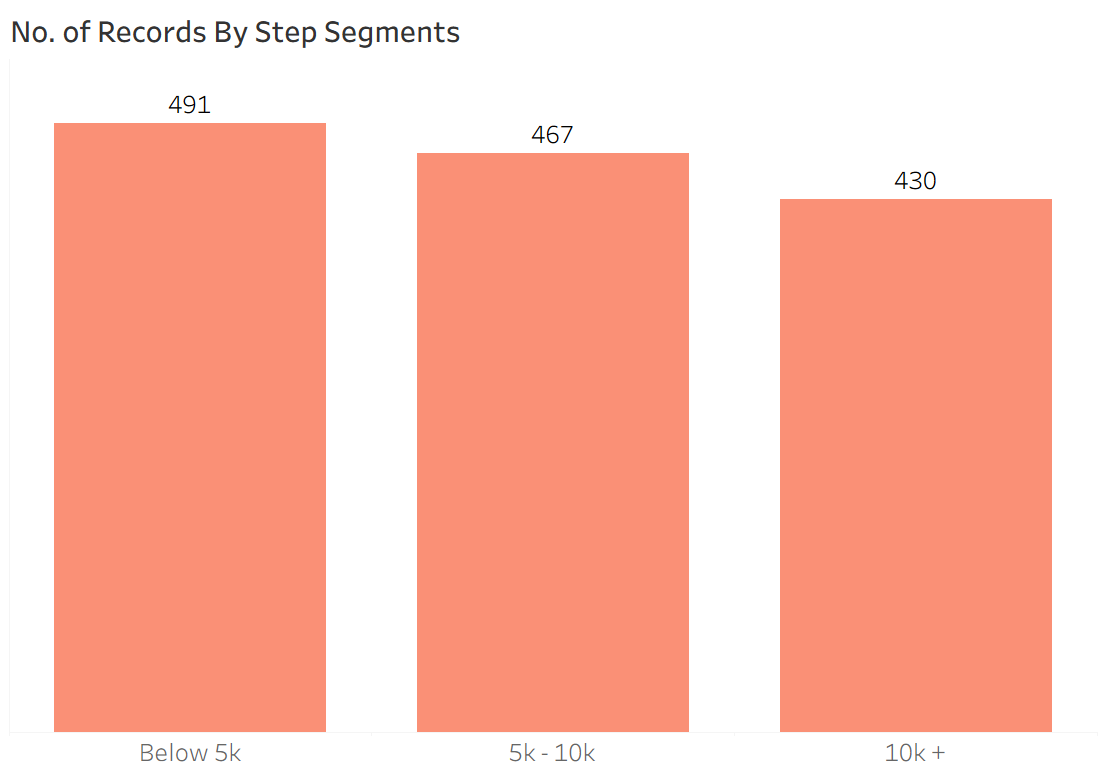 No. of Records By Step Segments
491
467
430
Below 5k
5k - 10k
10k +